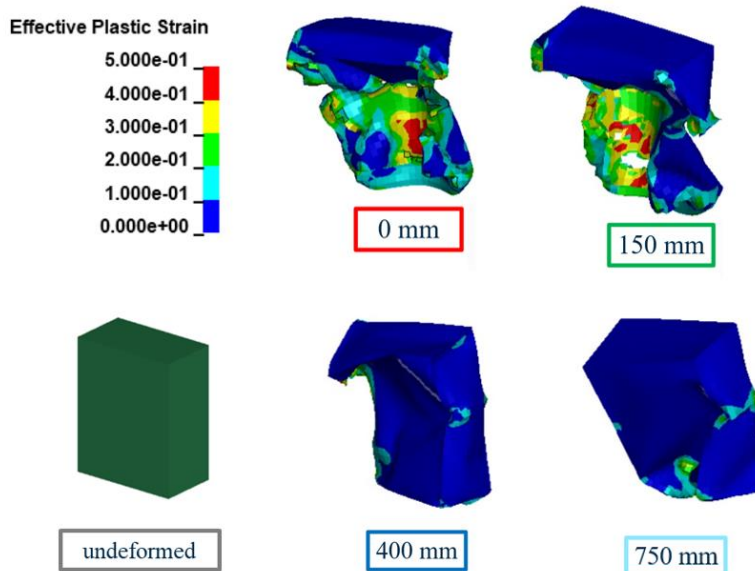 Effective Plastic Strain
5.000e-01
4.000e-01
3.000e-01
2.000e-01
1.000e-01
0.000e+00
0 mm
150 mm
undeformed
400 mm
750 mm